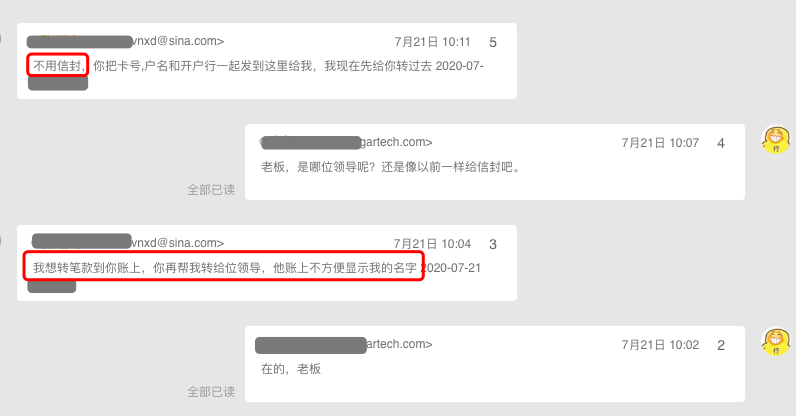 vnxd@sina.com>
7月21日 10:11 5
不用信封，你把卡号,户名和开户行一起发到这里给我，我现在先给你转过去 2020-07-
gartech.com>
7月21日 10:07 4
老板，是哪位领导呢？还是像以前一样给信封吧。
全部已读
行
vnxd@sina.com>
7月21日 10:04 3
我想转笔款到你账上，你再帮我转给位领导，他账上不方便显示我的名字 2020-07-21
artech.com>
7月21日 10:02 2
在的，老板
全部已读
行